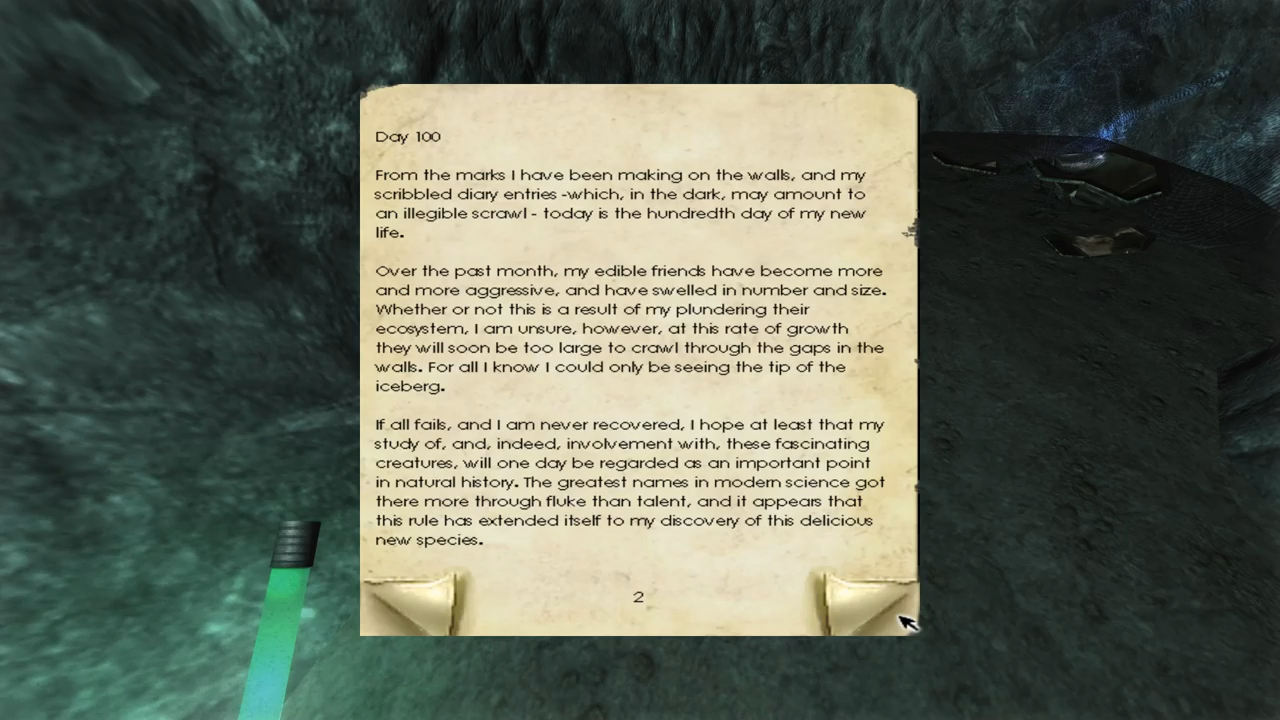 Day 100
From the marks I have been making on the walls, and my
scribbled diary entries -which, in the dark, may amount to
an illegible scrawl - today is the hundredth day of my new
life.
Over the past month, my edible friends have become more
and more aggressive, and have swelled in number and size.
Whether or not this is a result of my plundering their
ecosystem, I am unsure, however, at this rate of growth
they will soon be too large to crawl through the gaps in the
walls. For all I know I could only be seeing the tip of the
iceberg.
If all fails, and I am never recovered, I hope at least that my
study of, and, indeed, involvement with, these fascinating
creatures, will one day be regarded as an important point
in natural history. The greatest names in modern science got
there more through fluke than talent, and it appears that
this rule has extended itself to my discovery of this delicious
new species.
2